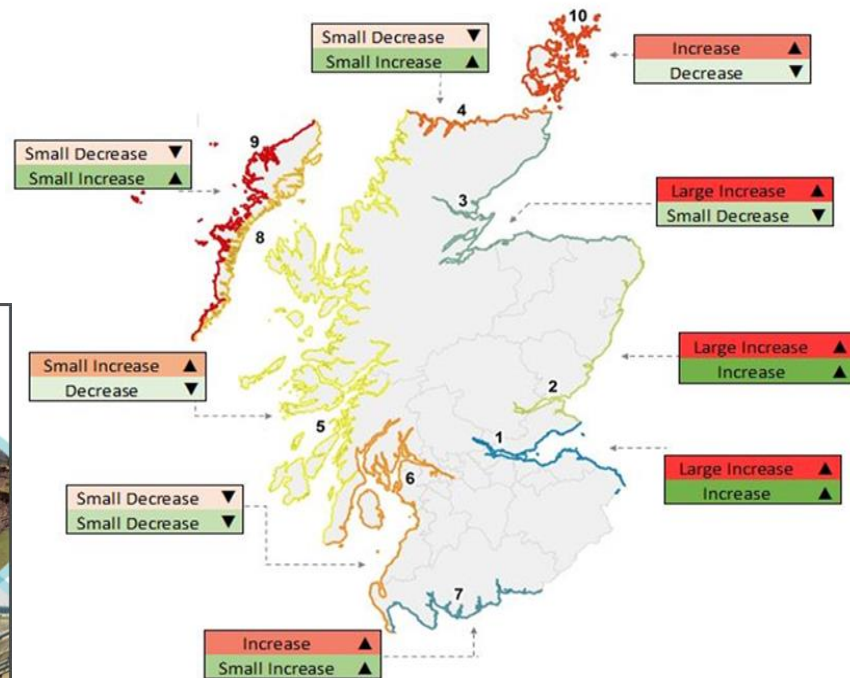 10
Small Decrease ▼
Small Increase ▲
Increase ▲
Decrease ▼
4
9
Small Decrease ▼
Small Increase ▲
3
Large Increase ▲
Small Decrease ▼
8
Large Increase ▲
Increase ▲
Small Increase ▲
Decrease ▼
2
5
1
Large Increase ▲
Increase ▲
6
Small Decrease ▼
Small Decrease ▼
7
Increase ▲
Small Increase ▲